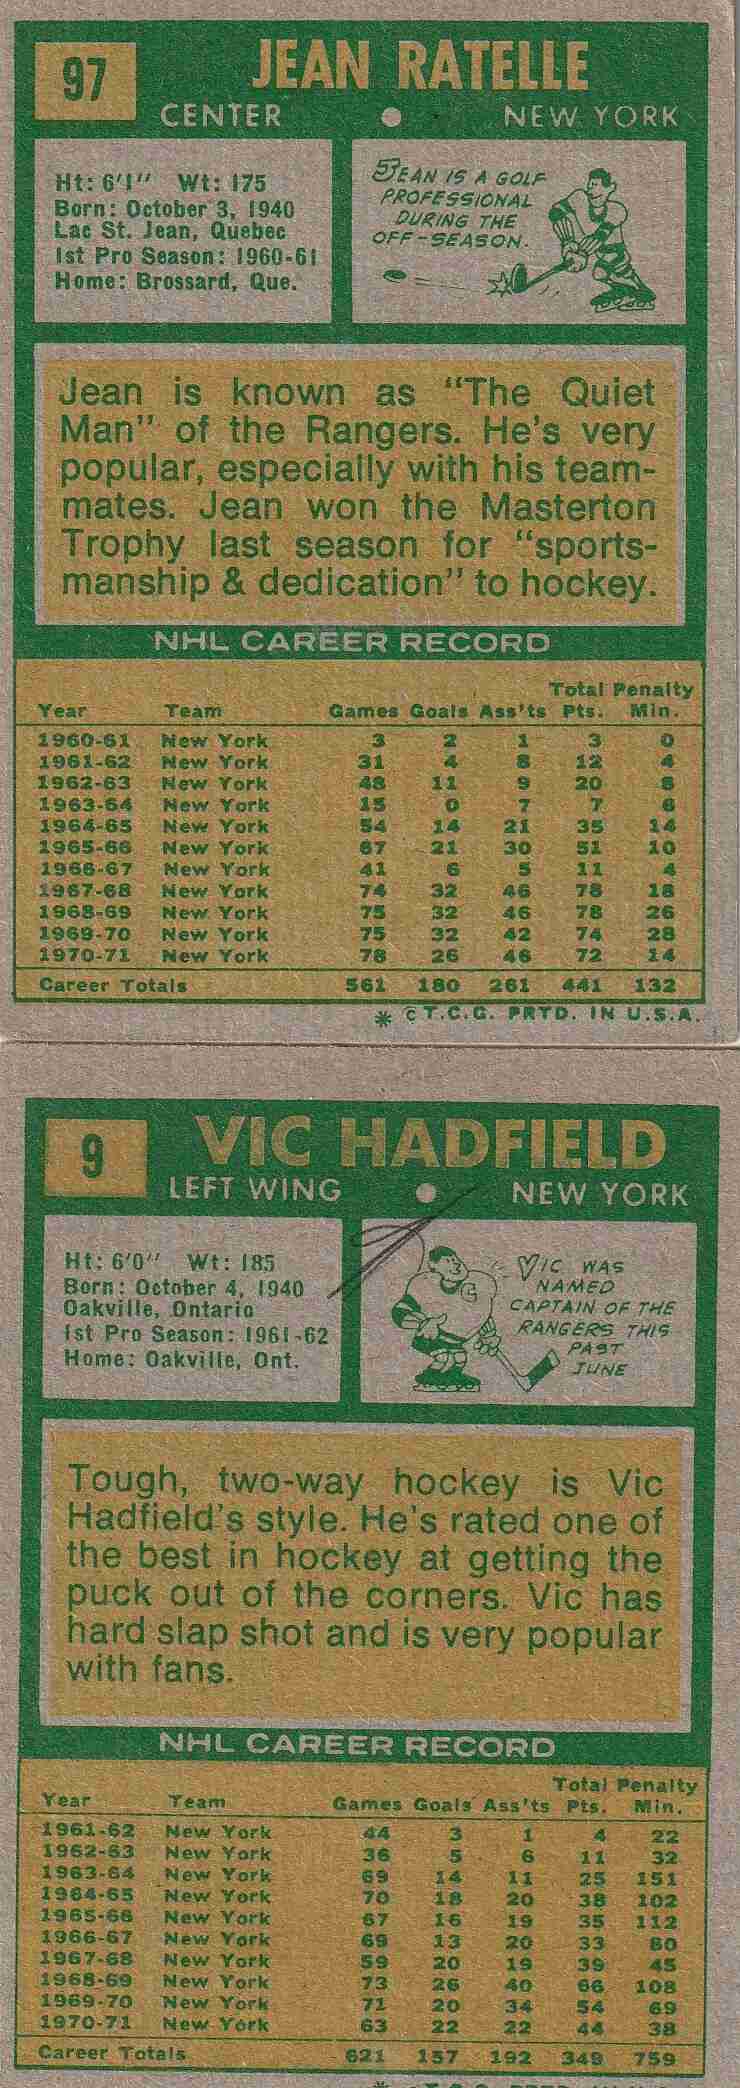 97
JEAN RATELLE
CENTER • NEW YORK
Ht: 6'1" Wt: 175
Born: October 3, 1940
Lac St. Jean, Quebec
1st Pro Season: 1960-61
Home: Brossard, Que.
JEAN IS A GOLF
PROFESSIONAL
DURING THE
OFF-SEASON.
Jean is known as "The Quiet
Man" of the Rangers. He's very
popular, especially with his team-
mates. Jean won the Masterton
Trophy last season for "sports-
manship & dedication" to hockey.
NHL CAREER RECORD
Total Penalty
Year Team Games Goals Ass'ts Pts. Min.
1960-61 New York 3 2 1 3 0
1961-62 New York 31 4 8 12 4
1962-63 New York 48 11 9 20 8
1963-64 New York 15 0 7 7 6
1964-65 New York 54 14 21 35 14
1965-66 New York 67 21 30 51 10
1966-67 New York 41 6 5 11 4
1967-68 New York 74 32 46 78 18
1968-69 New York 75 32 46 78 26
1969-70 New York 75 32 42 74 28
1970-71 New York 78 26 46 72 14
Career Totals 561 180 261 441 132
* © T.C.G. PRTD. IN U.S.A.
9
VIC HADFIELD
LEFT WING • NEW YORK
Ht: 6'0" Wt: 185
Born: October 4, 1940
Oakville, Ontario
1st Pro Season: 1961-62
Home: Oakville, Ont.
C
VIC WAS
NAMED
CAPTAIN OF THE
RANGERS THIS
PAST
JUNE
Tough, two-way hockey is Vic
Hadfield's style. He's rated one of
the best in hockey at getting the
puck out of the corners. Vic has
hard slap shot and is very popular
with fans.
NHL CAREER RECORD
Total Penalty
Year Team Games Goals Ass'ts Pts. Min.
1961-62 New York 44 3 1 4 22
1962-63 New York 36 5 6 11 32
1963-64 New York 69 14 11 25 151
1964-65 New York 70 18 20 38 102
1965-66 New York 67 16 19 35 112
1966-67 New York 69 13 20 33 80
1967-68 New York 59 20 19 39 45
1968-69 New York 73 26 40 66 108
1969-70 New York 71 20 34 54 69
1970-71 New York 63 22 22 44 38
Career Totals 621 157 192 349 759